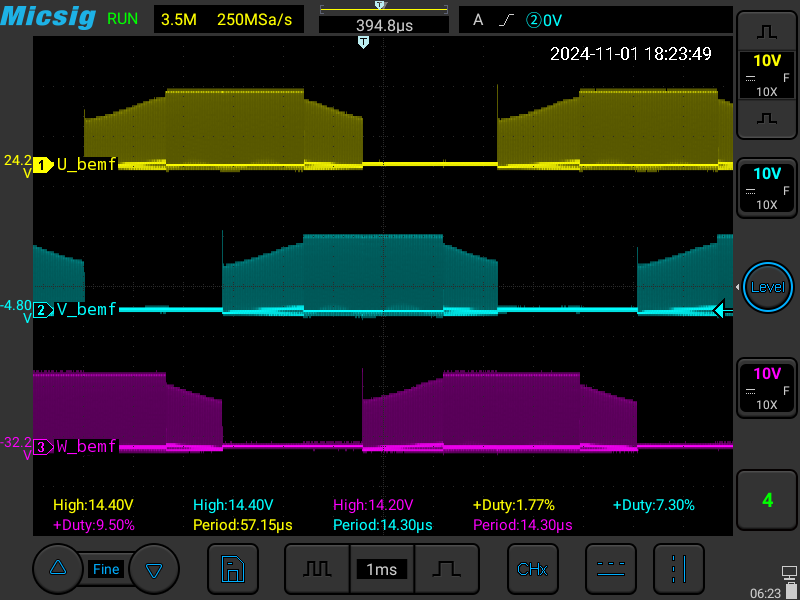 Micsig RUN 3.5M 250MSa/s 394.8µs A ②0V
2024-11-01 18:23:49
10V
F
10X
24.2 V 1 U_bemf
10V
F
10X
Level
-4.80 V 2 V_bemf
10V
F
10X
-32.2 V 3 W_bemf
High:14.40V High:14.40V High:14.20V +Duty:1.77% +Duty:7.30%
+Duty:9.50% Period:57.15µs Period:14.30µs Period:14.30µs
4
Fine 1ms CHx
06:23